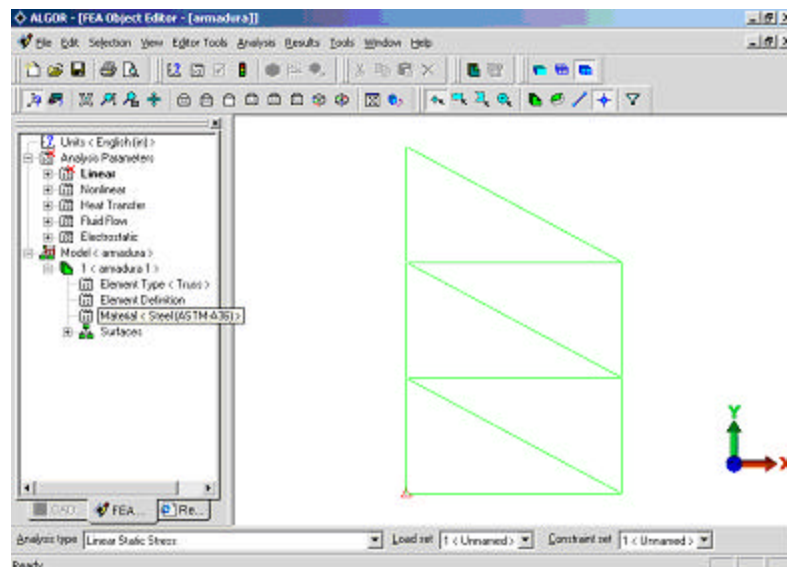 ALGOR - [FEA Object Editor - [armadura]]
File Edit Selection View Editor Tools Analysis Results Tools Window Help
Units < English (in) >
Analysis Parameters
Linear
Nonlinear
Heat Transfer
Fluid Flow
Electrostatic
Model < armadura >
1 < armadura 1 >
Element Type < Truss >
Element Definition
Material < Steel (ASTM-A36) >
Surfaces
Y
X
CAD FEA... Re...
Analysis type Linear Static Stress Load set 1 < Unnamed > Constraint set 1 < Unnamed >
Ready